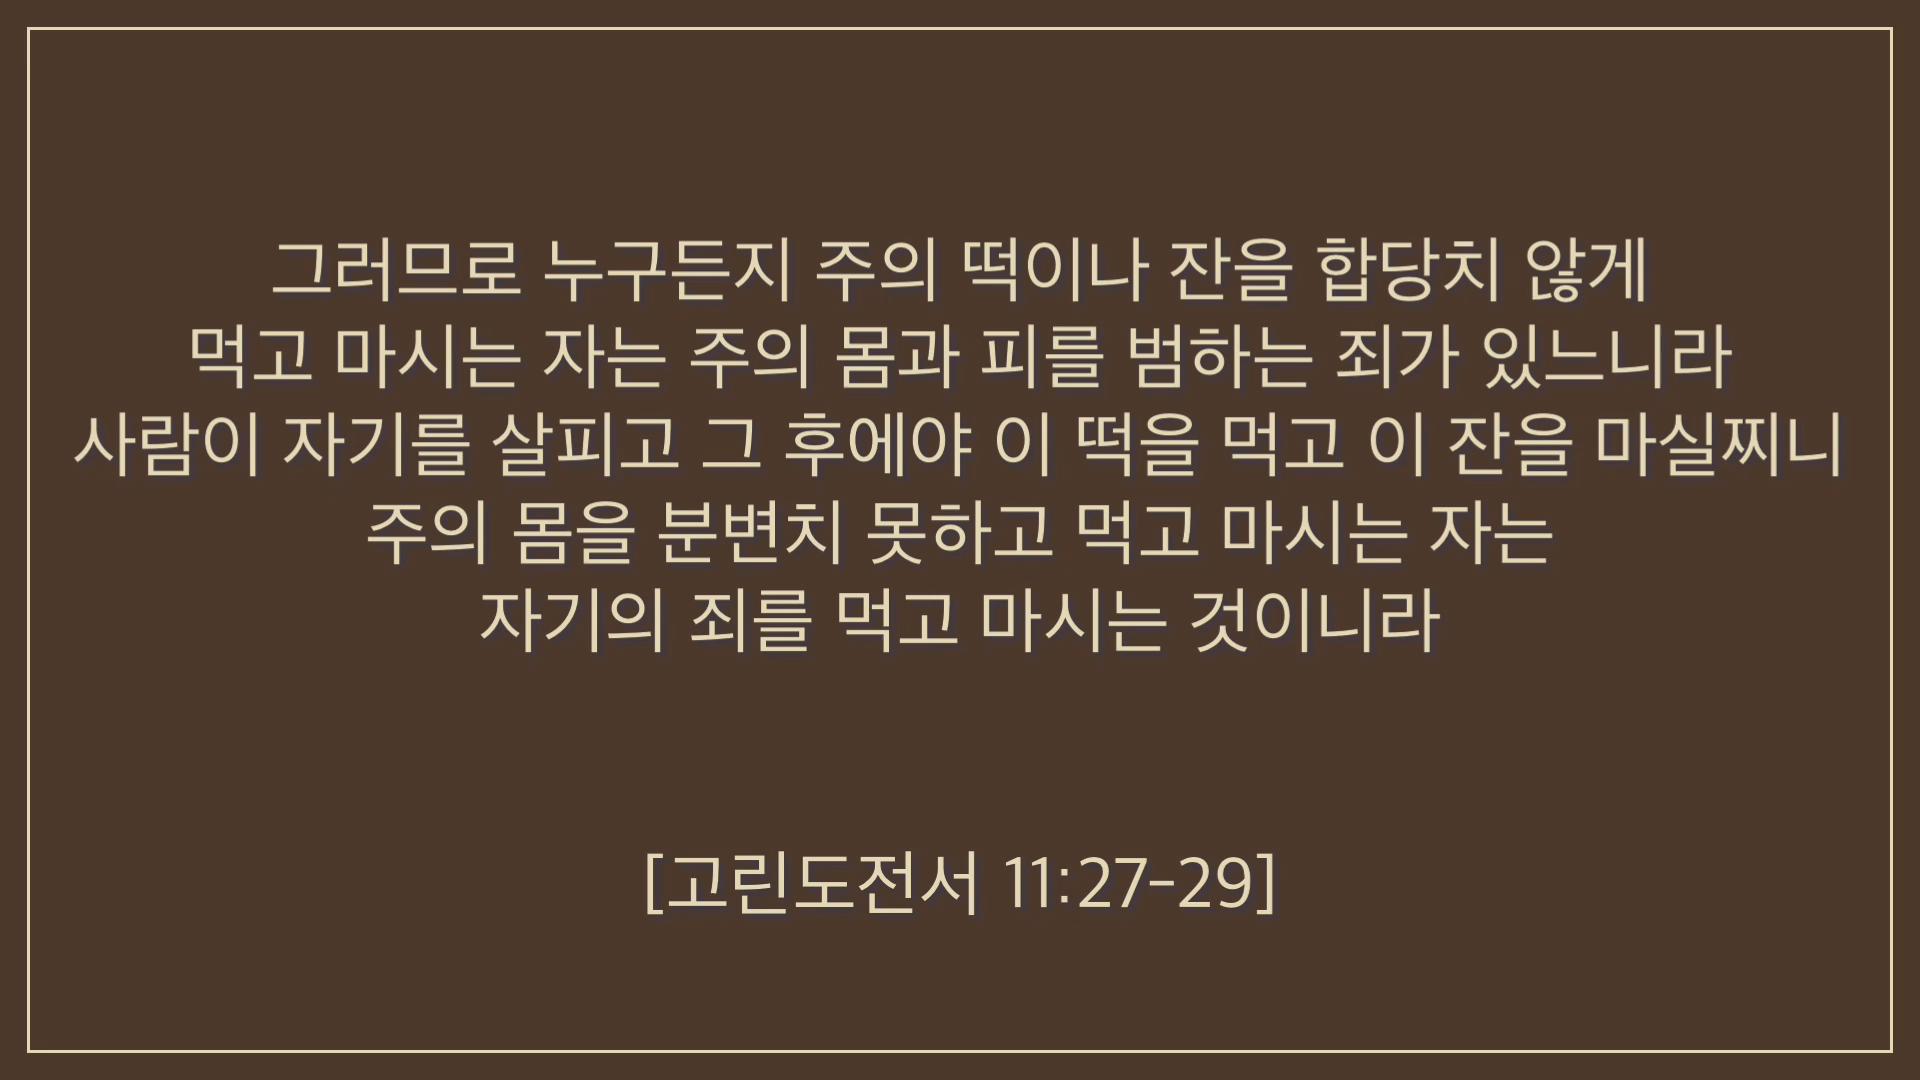 그러므로 누구든지 주의 떡이나 잔을 합당치 않게
먹고 마시는 자는 주의 몸과 피를 범하는 죄가 있느니라
사람이 자기를 살피고 그 후에야 이 떡을 먹고 이 잔을 마실찌니
주의 몸을 분변치 못하고 먹고 마시는 자는
자기의 죄를 먹고 마시는 것이니라
[고린도전서 11:27-29]